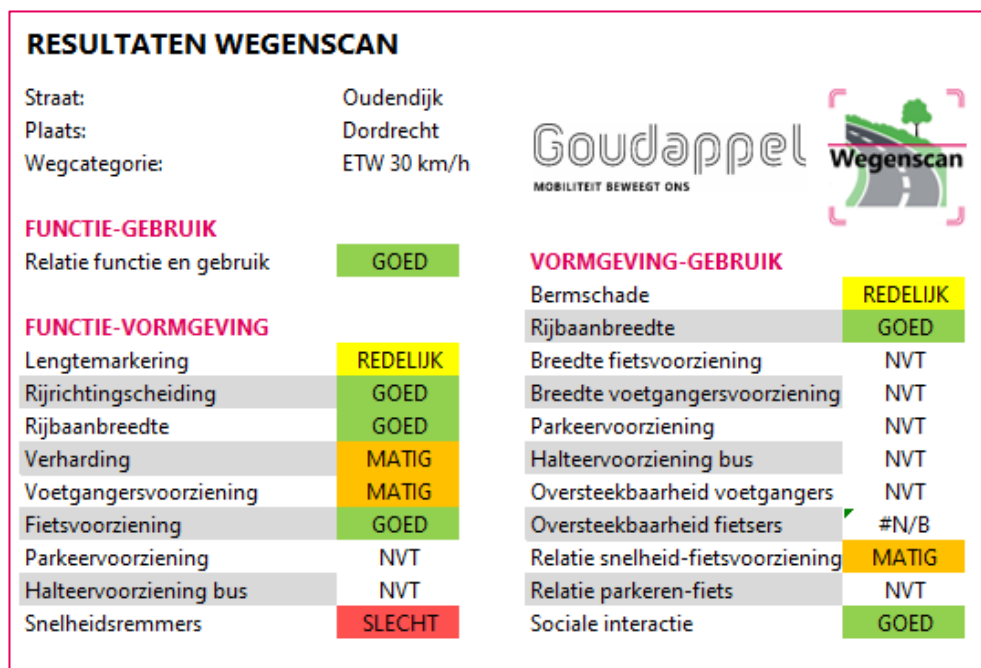 RESULTATEN WEGENSCAN
Straat: Oudendijk
Plaats: Dordrecht
Wegcategorie: ETW 30 km/h
Goudappel
MOBILITEIT BEWEEGT ONS
Wegenscan
FUNCTIE-GEBRUIK
Relatie functie en gebruik GOED
FUNCTIE-VORMGEVING
Lengtemarkering REDELIJK
Rijrichtingscheiding GOED
Rijbaanbreedte GOED
Verharding MATIG
Voetgangersvoorziening MATIG
Fietsvoorziening GOED
Parkeervoorziening NVT
Halteervoorziening bus NVT
Snelheidsremmers SLECHT
VORMGEVING-GEBRUIK
Bermschade REDELIJK
Rijbaanbreedte GOED
Breedte fietsvoorziening NVT
Breedte voetgangersvoorziening NVT
Parkeervoorziening NVT
Halteervoorziening bus NVT
Oversteekbaarheid voetgangers NVT
Oversteekbaarheid fietsers #N/B
Relatie snelheid-fietsvoorziening MATIG
Relatie parkeren-fiets NVT
Sociale interactie GOED